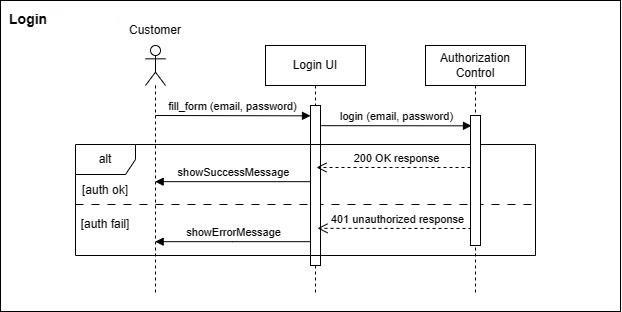 Login
Customer
Login UI
Authorization
Control
fill_form (email, password)
login (email, password)
alt
200 OK response
showSuccessMessage
[auth ok]
401 unauthorized response
[auth fail]
showErrorMessage